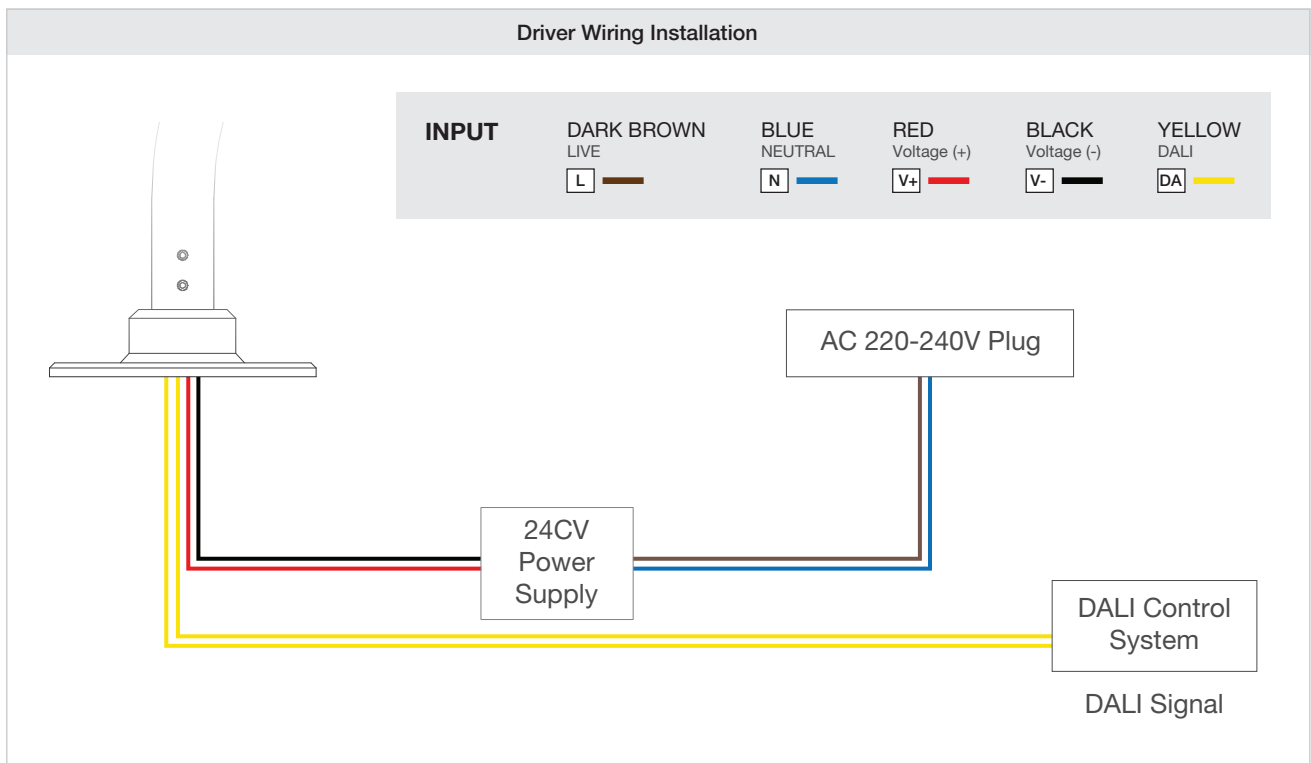 Driver Wiring Installation
INPUT
DARK BROWN
LIVE
L
BLUE
NEUTRAL
N
RED
Voltage (+)
V+
BLACK
Voltage (-)
V-
YELLOW
DALI
DA
AC 220-240V Plug
24CV
Power
Supply
DALI Control
System
DALI Signal